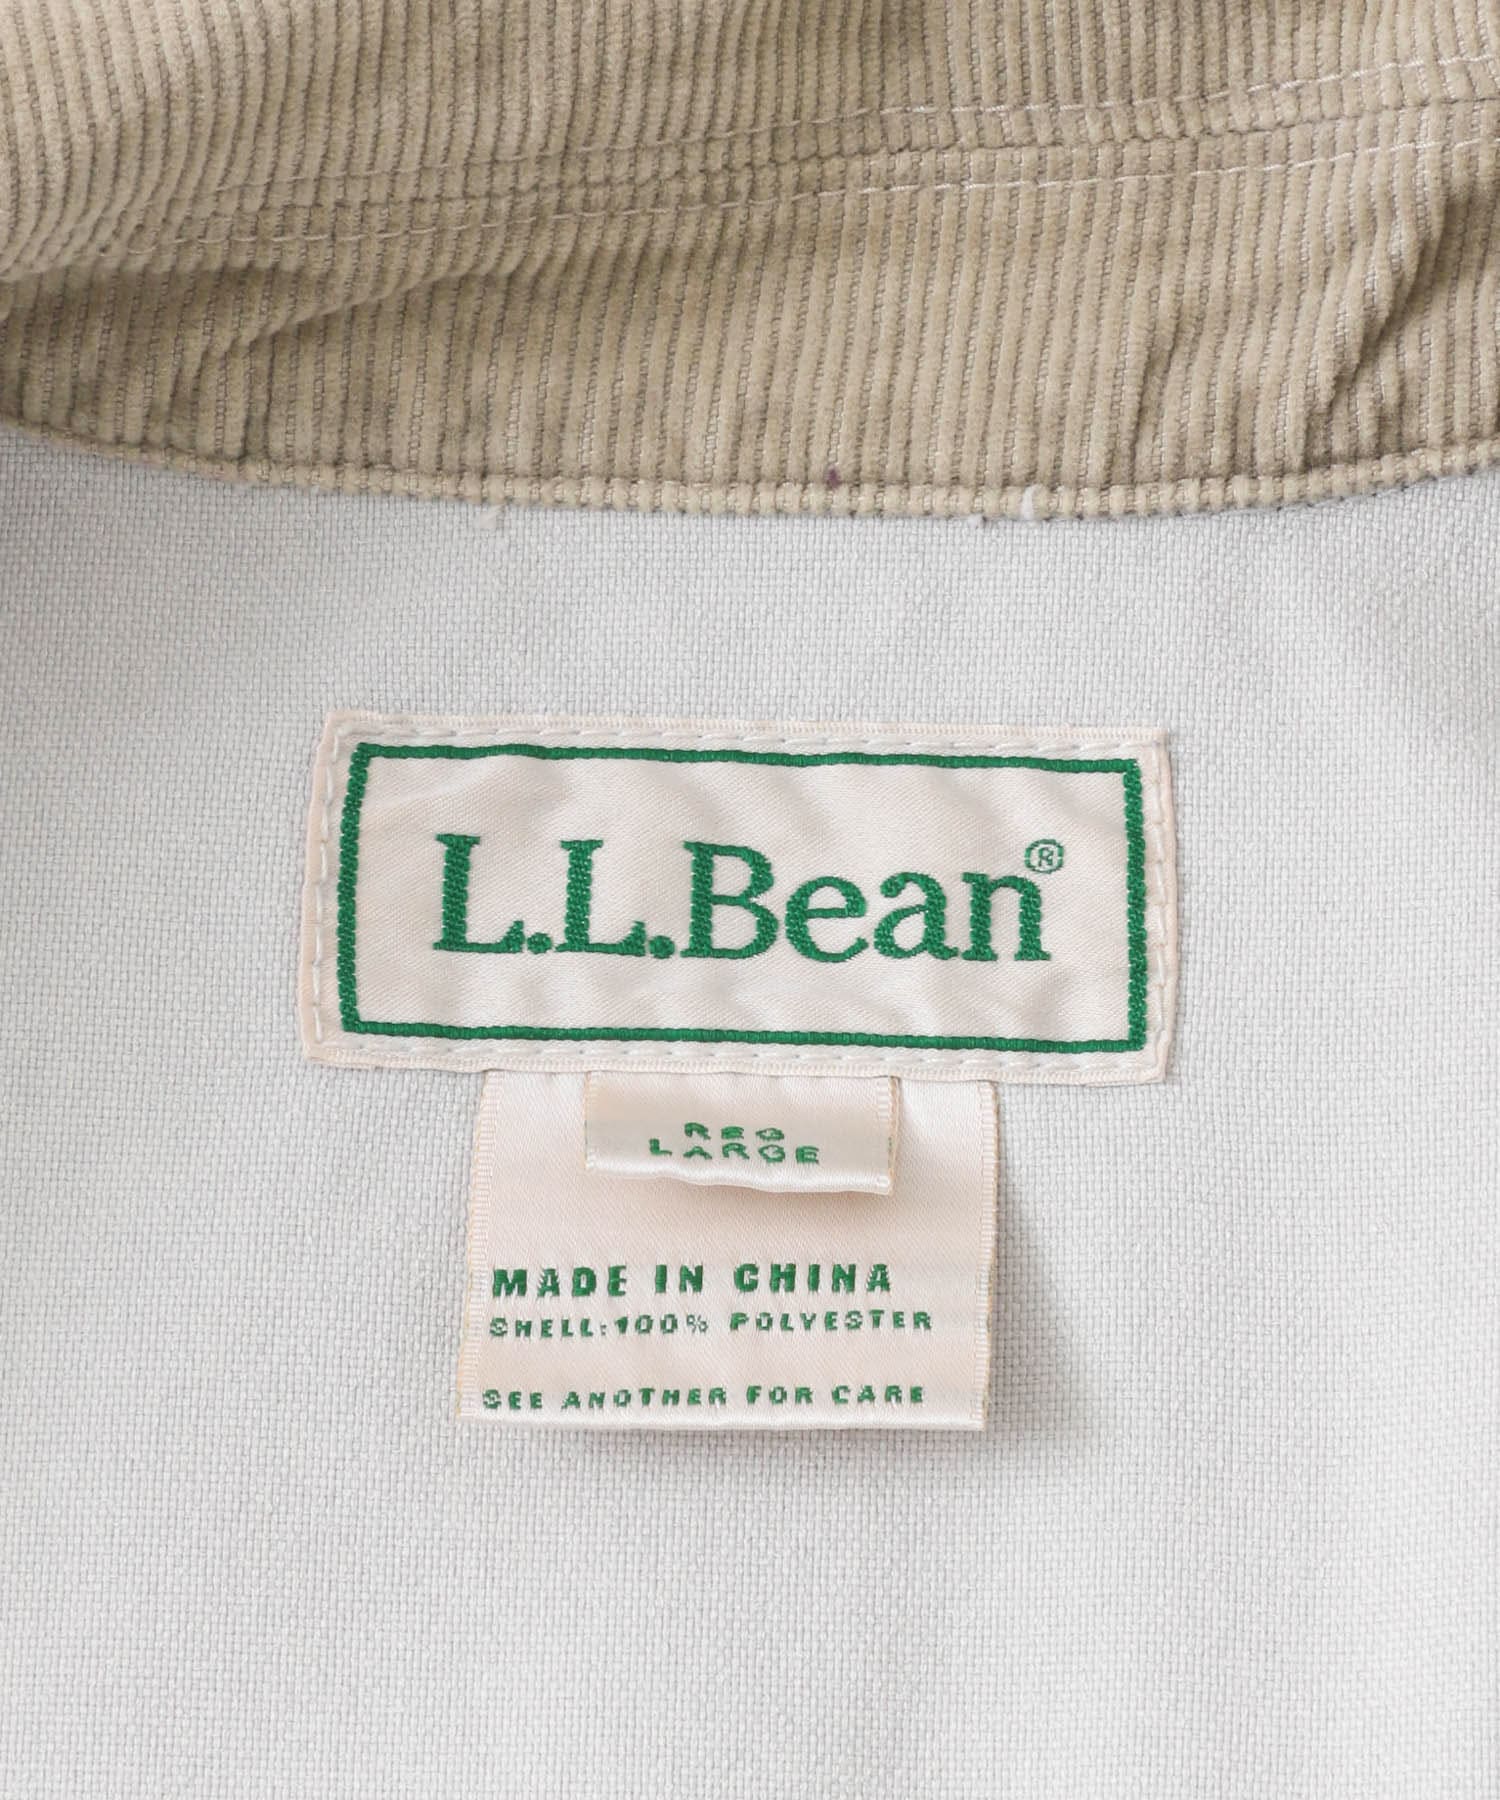 L.L.Bean®
REG
LARGE
MADE IN CHINA
SHELL:100% POLYESTER
SEE ANOTHER FOR CARE